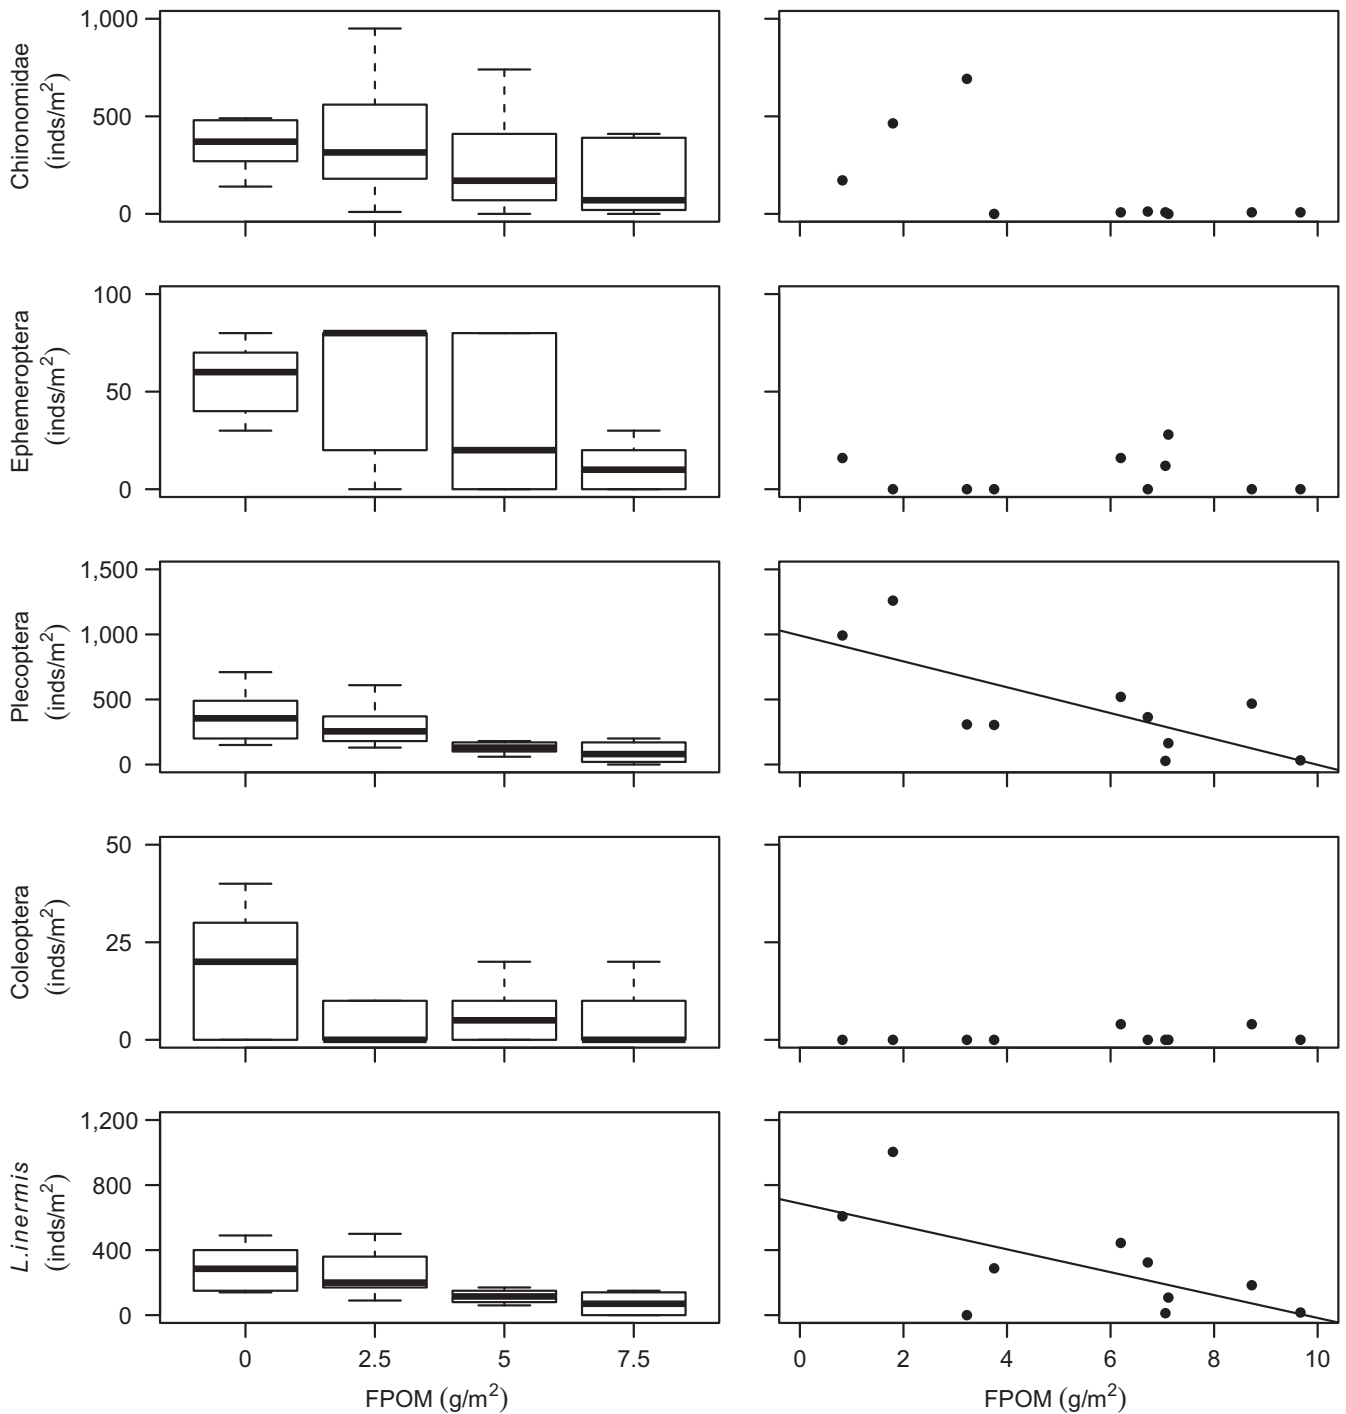 Chironomidae
(inds/m²)
1,000
500
0
Ephemeroptera
(inds/m²)
100
50
0
Plecoptera
(inds/m²)
1,500
1,000
500
0
Coleoptera
(inds/m²)
50
25
0
L.inermis
(inds/m²)
1,200
800
400
0
0 2.5 5 7.5
FPOM (g/m²)
0 2 4 6 8 10
FPOM (g/m²)